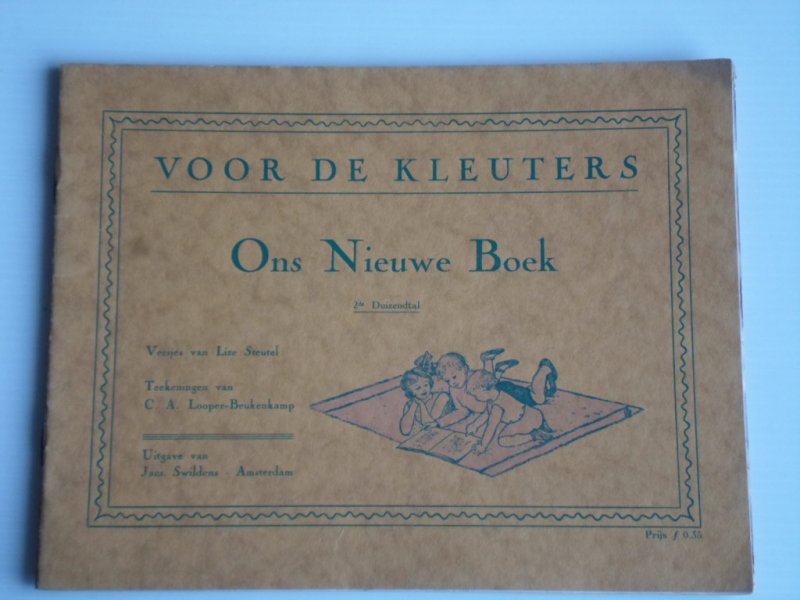 VOOR DE KLEUTERS
Ons Nieuwe Boek
2de Duizendtal
Versjes van Lize Steutel
Teekeningen van
C. A. Looper-Beukenkamp
Uitgave van
Jacs. Swildens - Amsterdam
Prijs ƒ 0.55